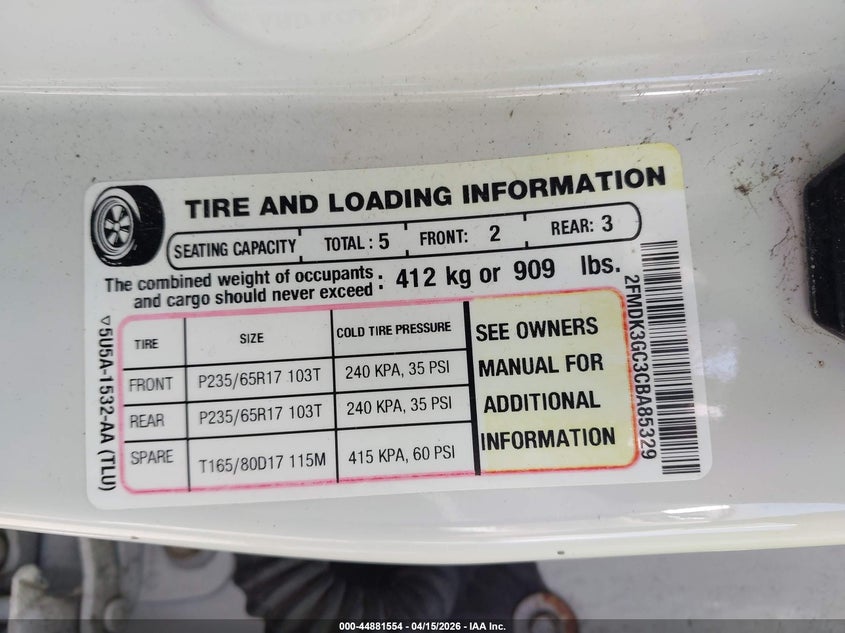 TIRE AND LOADING INFORMATION
SEATING CAPACITY TOTAL: 5 FRONT: 2 REAR: 3
The combined weight of occupants
and cargo should never exceed : 412 kg or 909 lbs.
TIRE SIZE COLD TIRE PRESSURE
FRONT P235/65R17 103T 240 KPA, 35 PSI
REAR P235/65R17 103T 240 KPA, 35 PSI
SPARE T165/80D17 115M 415 KPA, 60 PSI
SEE OWNERS
MANUAL FOR
ADDITIONAL
INFORMATION
5U5A-1532-AA (TLU)
2FMDK3GC3CBA85329
000-44881554 - 04/15/2026 - IAA Inc.